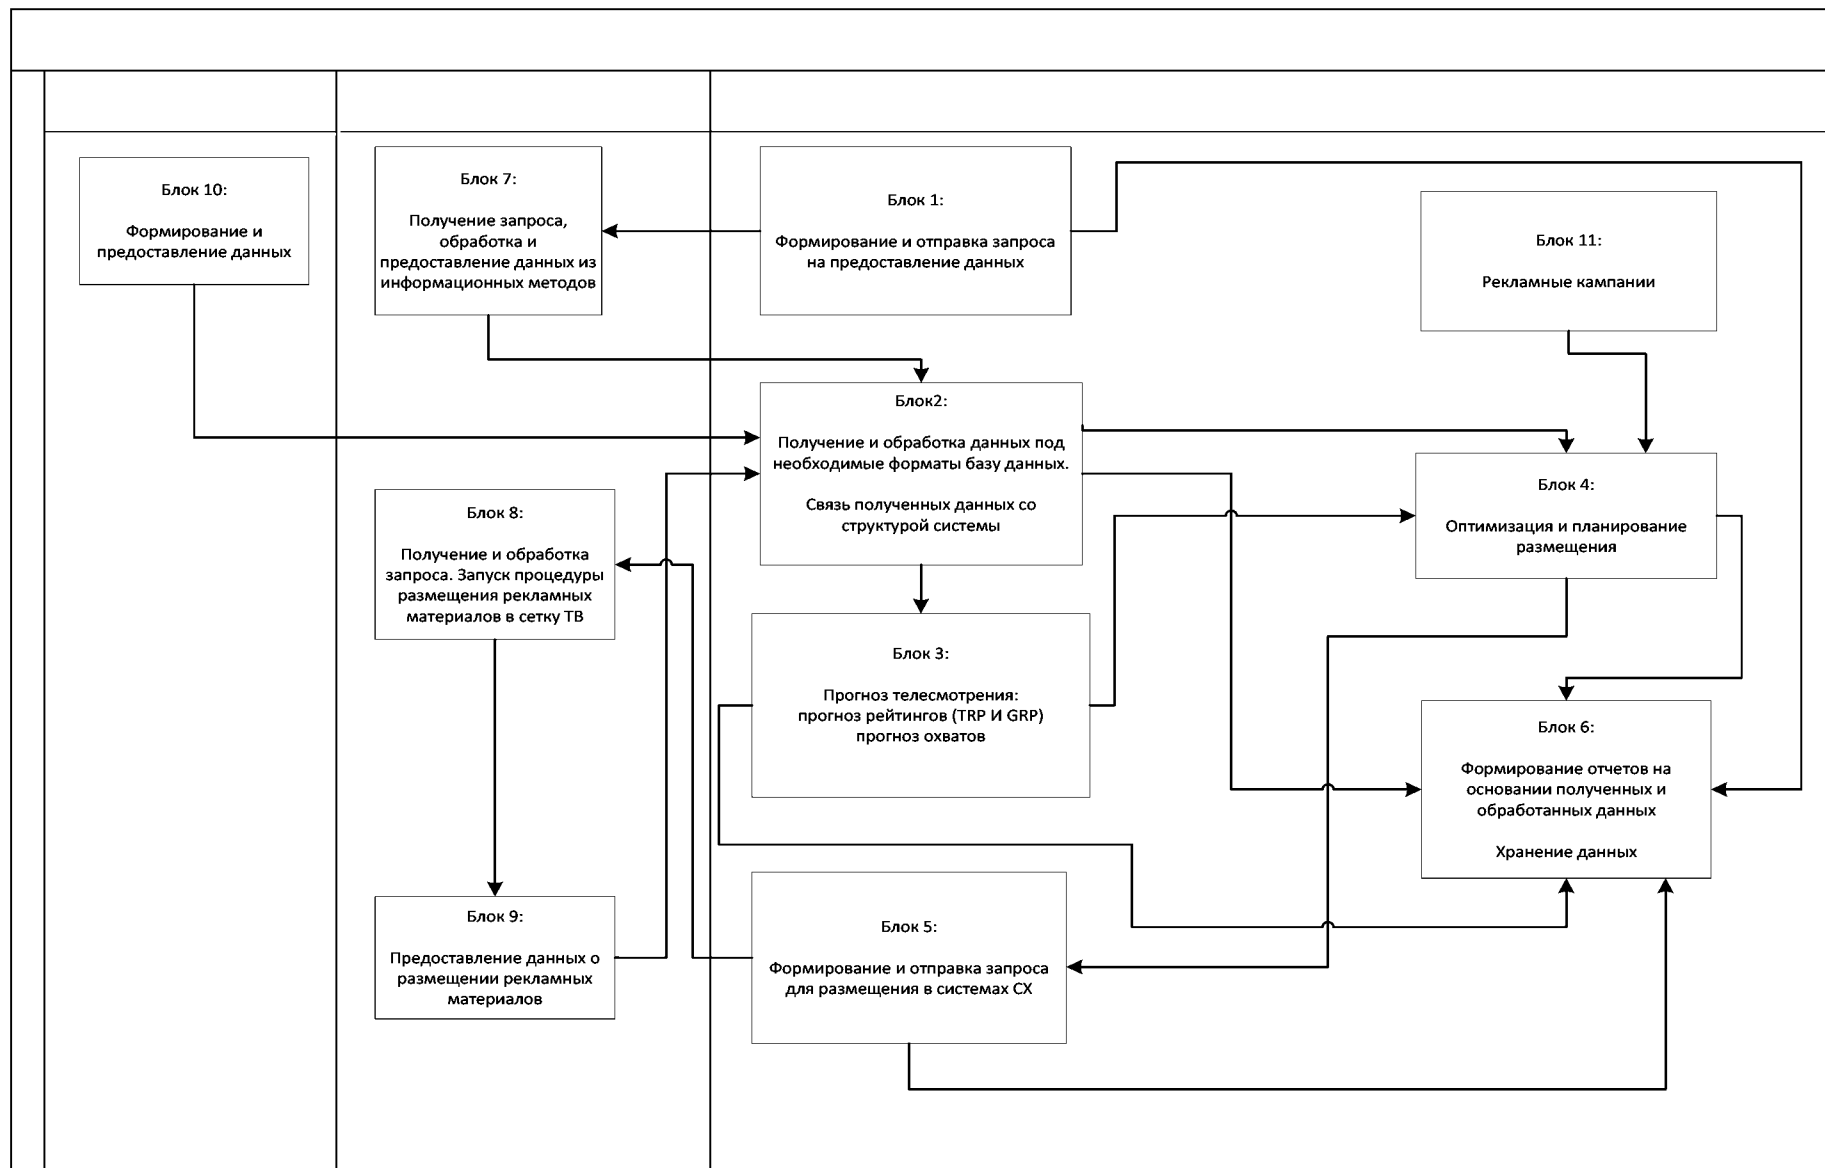 Блок 10:
Формирование и
предоставление данных
Блок 7:
Получение запроса,
обработка и
предоставление данных из
информационных методов
Блок 1:
Формирование и отправка запроса
на предоставление данных
Блок 11:
Рекламные кампании
Блок2:
Получение и обработка данных под
необходимые форматы базу данных.
Связь полученных данных со
структурой системы
Блок 4:
Оптимизация и планирование
размещения
Блок 8:
Получение и обработка
запроса. Запуск процедуры
размещения рекламных
материалов в сетку ТВ
Блок 3:
Прогноз телесмотрения:
прогноз рейтингов (TRP И GRP)
прогноз охватов
Блок 6:
Формирование отчетов на
основании полученных и
обработанных данных
Хранение данных
Блок 9:
Предоставление данных о
размещении рекламных
материалов
Блок 5:
Формирование и отправка запроса
для размещения в системах СХ